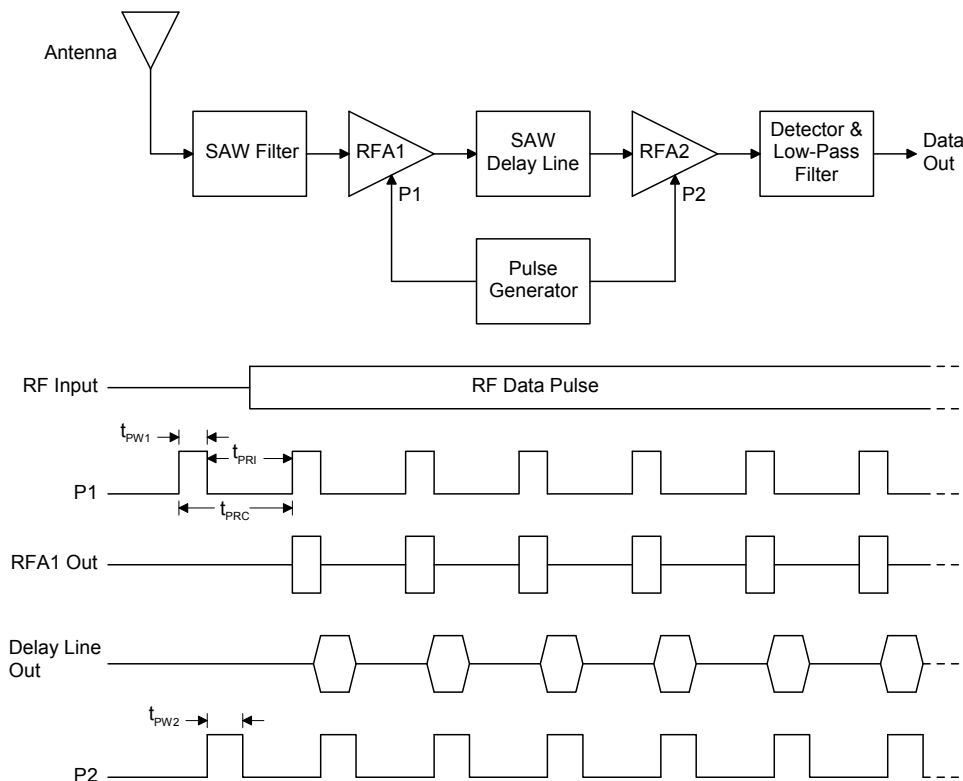 Antenna
SAW Filter
RFA1
SAW
Delay Line
RFA2
Detector &
Low-Pass
Filter
Data
Out
P1
P2
Pulse
Generator
RF Input
RF Data Pulse
tPW1
tPRI
P1
tPRC
RFA1 Out
Delay Line
Out
tPW2
P2